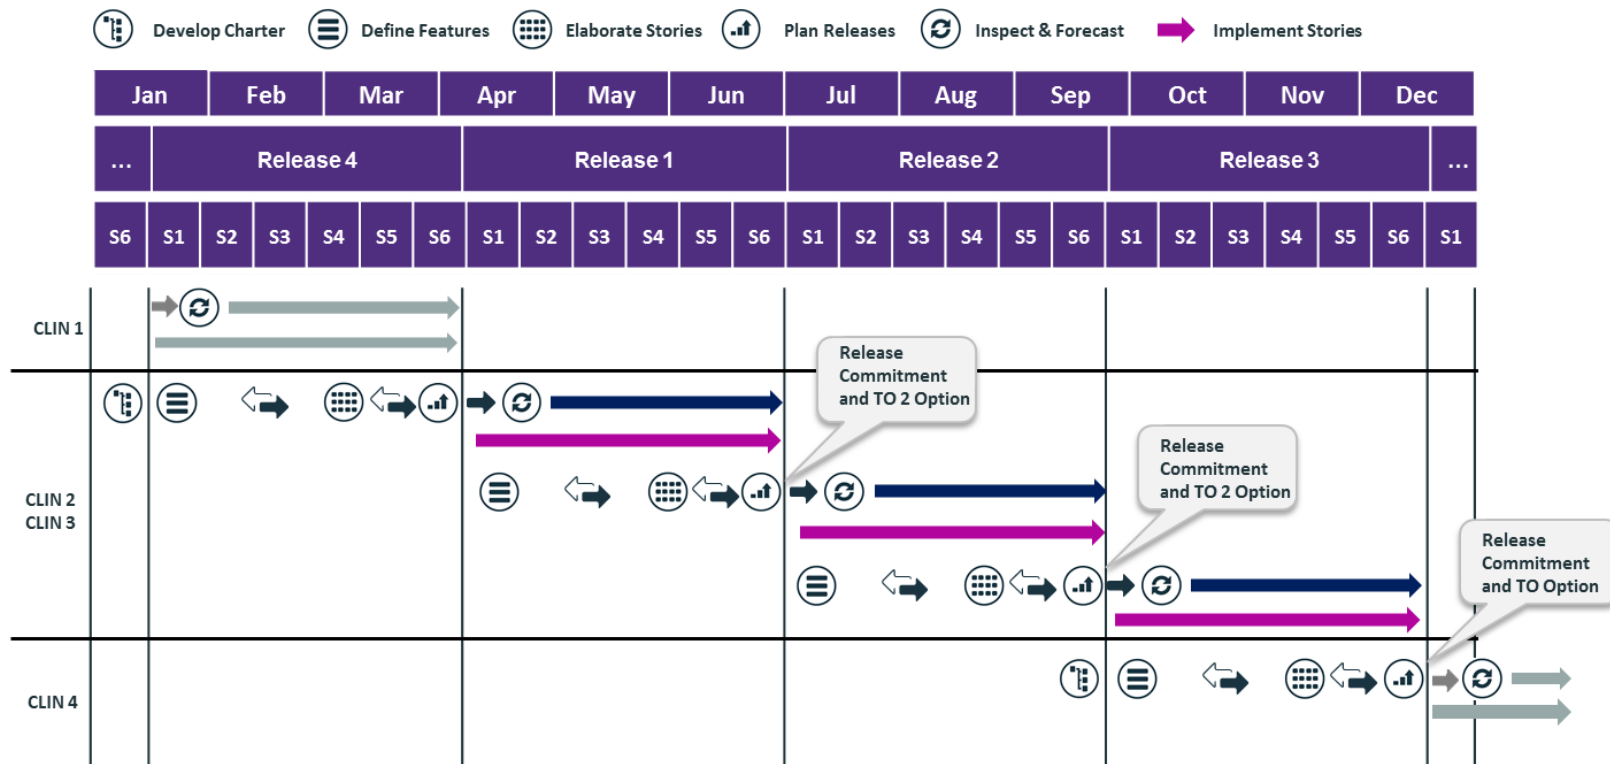 Develop Charter Define Features Elaborate Stories Plan Releases Inspect & Forecast Implement Stories
Jan Feb Mar Apr May Jun Jul Aug Sep Oct Nov Dec
... Release 4 Release 1 Release 2 Release 3 ...
S6 S1 S2 S3 S4 S5 S6 S1 S2 S3 S4 S5 S6 S1 S2 S3 S4 S5 S6 S1 S2 S3 S4 S5 S6 S1
CLIN 1
Release
Commitment
and TO 2 Option
Release
Commitment
and TO 2 Option
CLIN 2
CLIN 3
Release
Commitment
and TO Option
CLIN 4